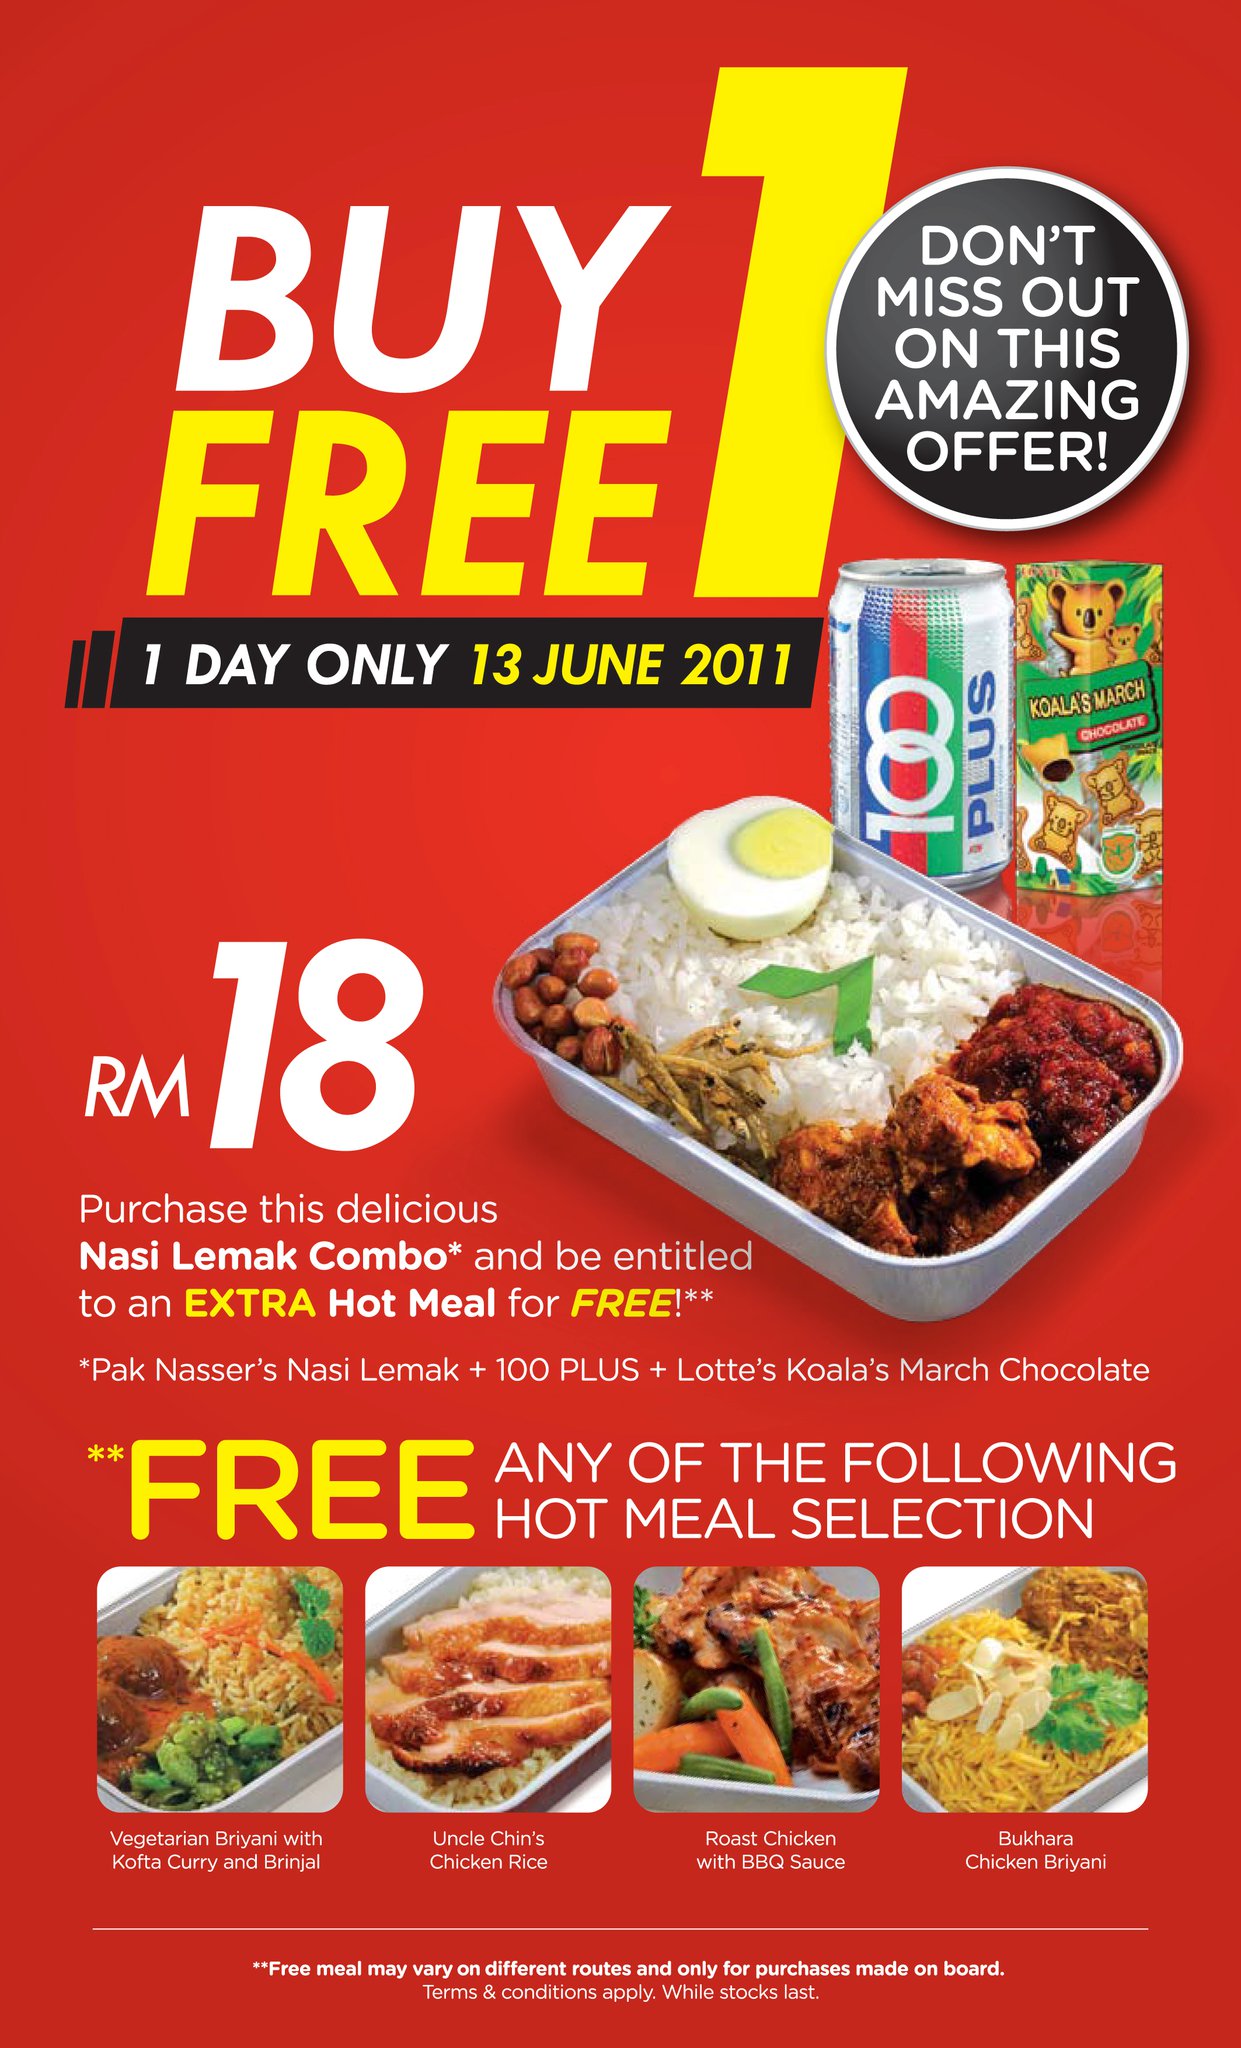 BUY 1
FREE
DON'T
MISS OUT
ON THIS
AMAZING
OFFER!
1 DAY ONLY 13 JUNE 2011
100
PLUS
KOALA'S MARCH
CHOCOLATE
RM 18
Purchase this delicious
Nasi Lemak Combo* and be entitled
to an EXTRA Hot Meal for FREE!**
*Pak Nasser's Nasi Lemak + 100 PLUS + Lotte's Koala's March Chocolate
**FREE ANY OF THE FOLLOWING
HOT MEAL SELECTION
Vegetarian Briyani with
Kofta Curry and Brinjal
Uncle Chin's
Chicken Rice
Roast Chicken
with BBQ Sauce
Bukhara
Chicken Briyani
**Free meal may vary on different routes and only for purchases made on board.
Terms & conditions apply. While stocks last.